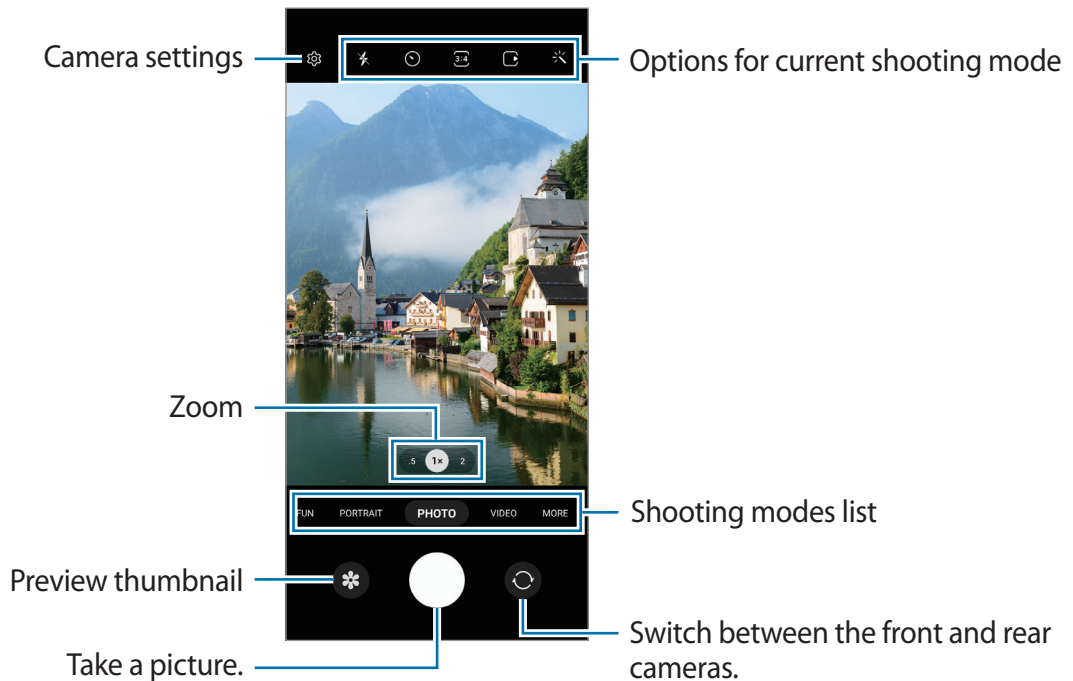 Camera settings
3:4
Options for current shooting mode
Zoom
.5 1× 2
FUN PORTRAIT PHOTO VIDEO MORE
Shooting modes list
Preview thumbnail
Take a picture.
Switch between the front and rear
cameras.